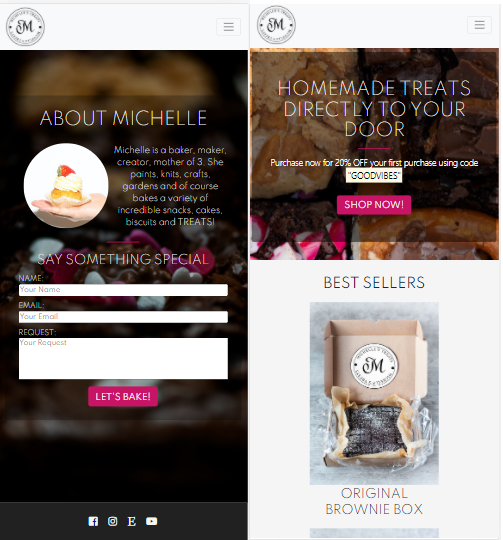 M
ABOUT MICHELLE
Michelle is a baker, maker,
creator, mother of 3. She
paints, knits, crafts,
gardens and of course
bakes a variety of
incredible snacks, cakes,
biscuits and TREATS!
SAY SOMETHING SPECIAL
NAME:
Your Name
EMAIL:
Your Email
REQUEST:
Your Request
LET'S BAKE!
M
HOMEMADE TREATS
DIRECTLY TO YOUR
DOOR
Purchase now for 20% OFF your first purchase using code
"GOODVIBES"
SHOP NOW!
BEST SELLERS
M
ORIGINAL
BROWNIE BOX